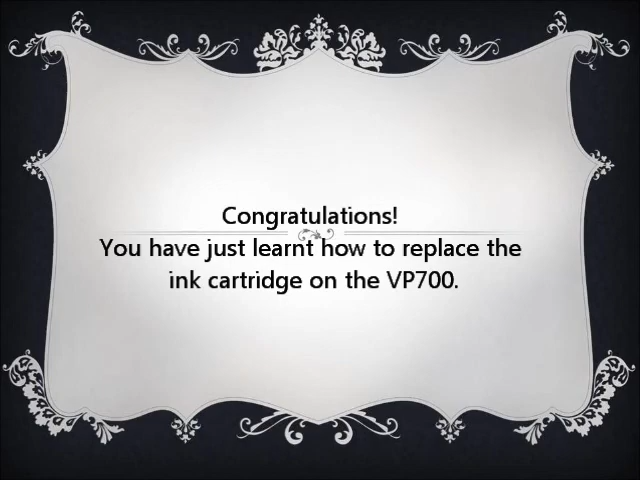 Congratulations!
You have just learnt how to replace the
ink cartridge on the VP700.